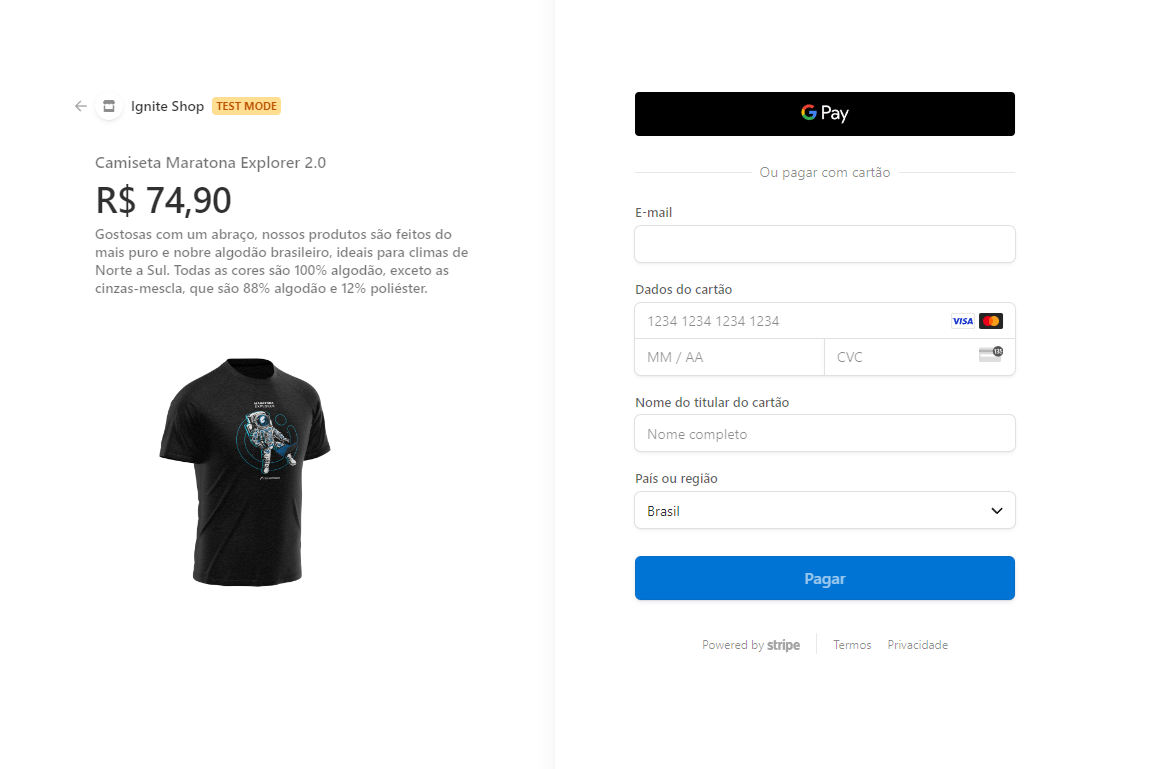 Ignite Shop TEST MODE
Camiseta Maratona Explorer 2.0
R$ 74,90
Gostosas com um abraço, nossos produtos são feitos do
mais puro e nobre algodão brasileiro, ideais para climas de
Norte a Sul. Todas as cores são 100% algodão, exceto as
cinzas-mescla, que são 88% algodão e 12% poliéster.
MARATONA
EXPLORER
G Pay
Ou pagar com cartão
E-mail
Dados do cartão
1234 1234 1234 1234 VISA
MM / AA CVC 135
Nome do titular do cartão
Nome completo
País ou região
Brasil
Pagar
Powered by stripe Termos Privacidade